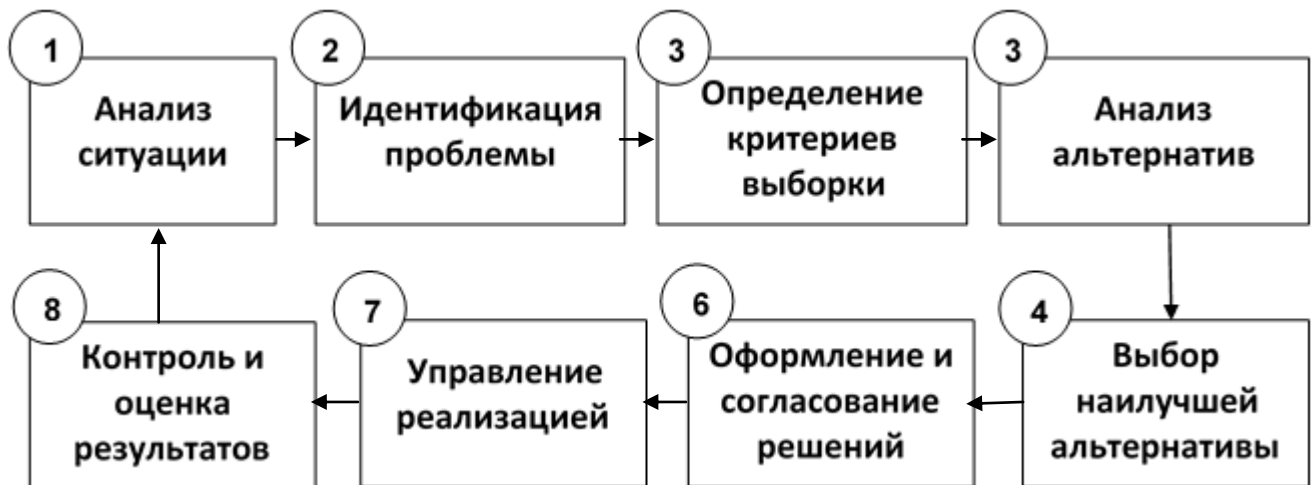 1
Анализ
ситуации
2
Идентификация
проблемы
3
Определение
критериев
выборки
3
Анализ
альтернатив
4
Выбор
наилучшей
альтернативы
6
Оформление и
согласование
решений
7
Управление
реализацией
8
Контроль и
оценка
результатов